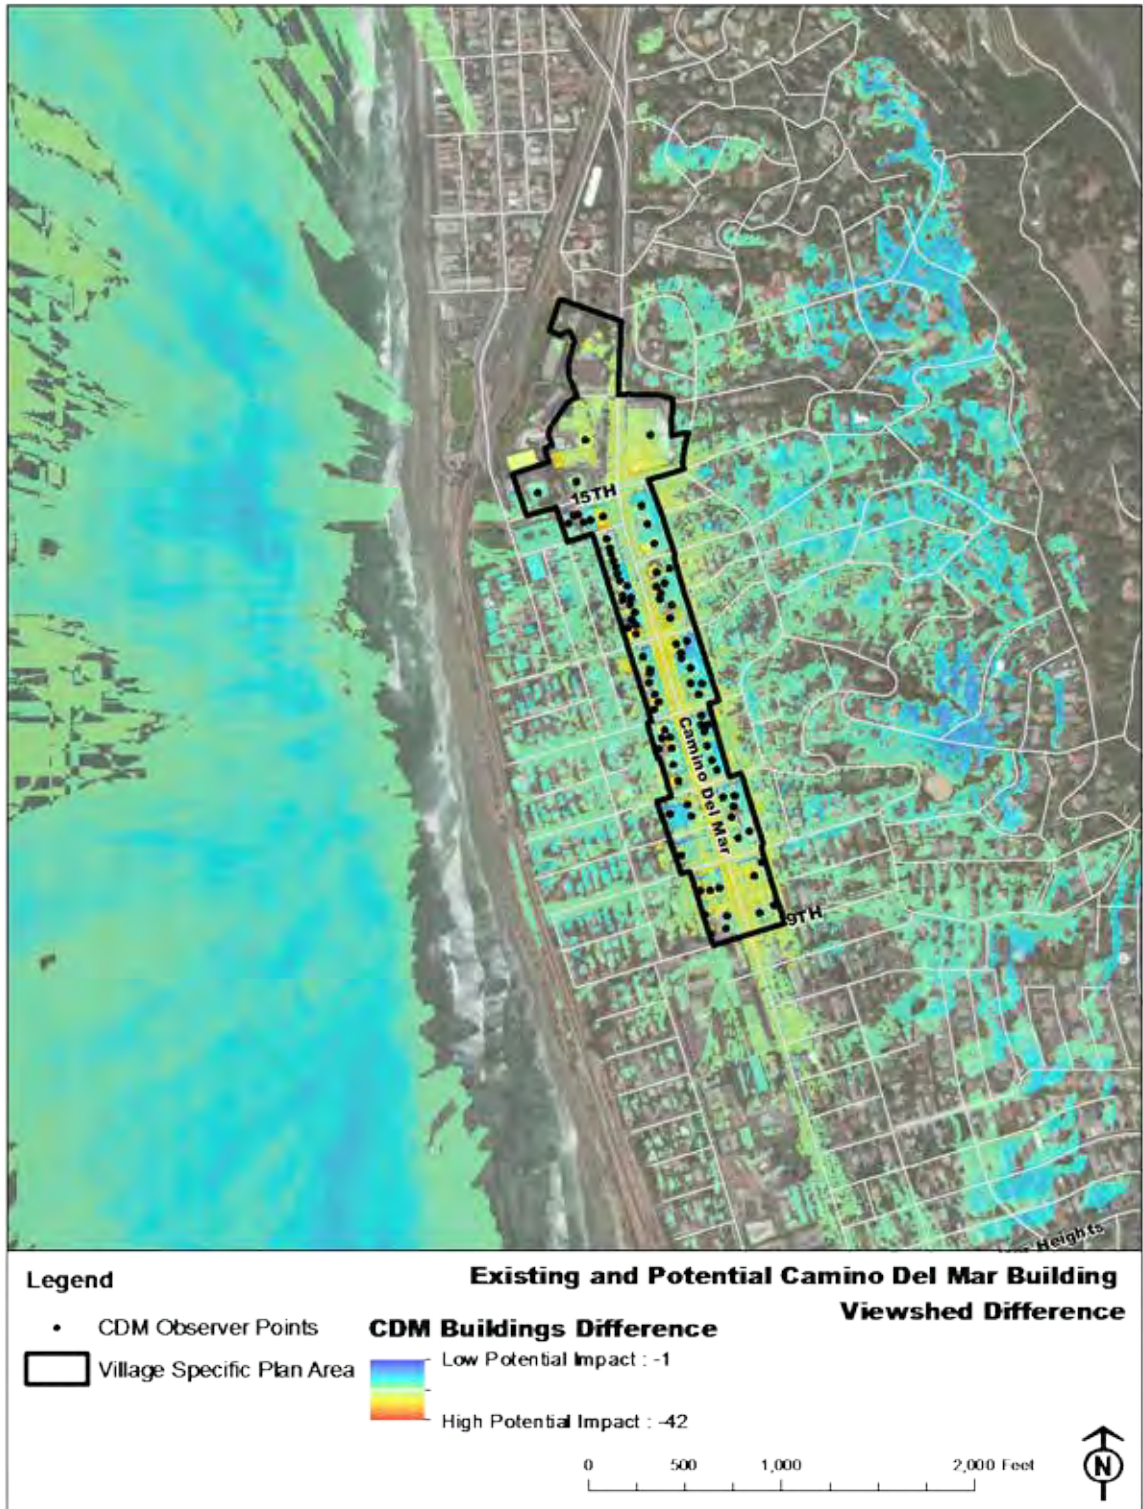 15TH
Camino Del Mar
9TH
Heights
Legend
CDM Observer Points
Village Specific Plan Area
Existing and Potential Camino Del Mar Building
Viewshed Difference
CDM Buildings Difference
Low Potential Impact : -1
High Potential Impact : -42
0 500 1,000 2,000 Feet
N